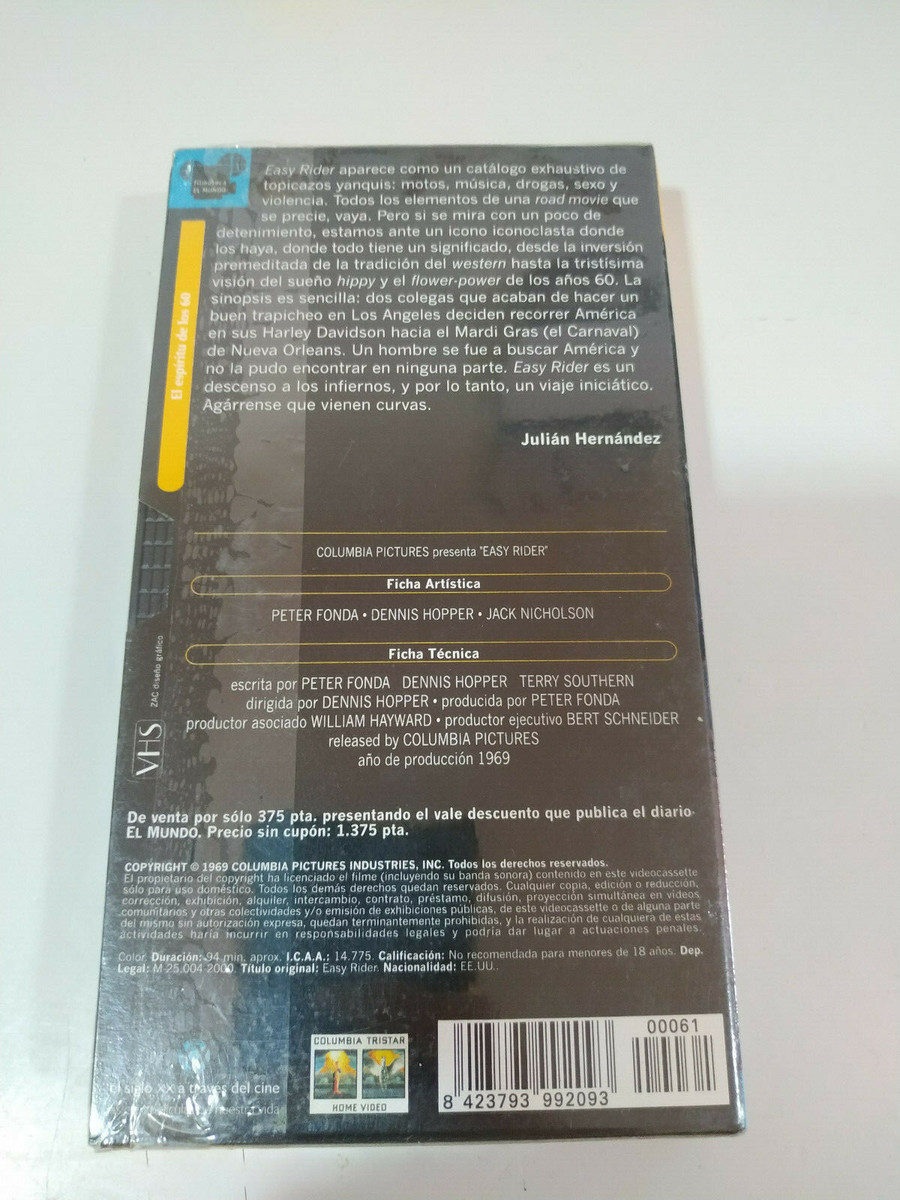 FILMOTECA
EL MUNDO
Easy Rider aparece como un catálogo exhaustivo de
topicazos yanquis: motos, música, drogas, sexo y
violencia. Todos los elementos de una road movie que
se precie, vaya. Pero si se mira con un poco de
detenimiento, estamos ante un icono iconoclasta donde
los haya, donde todo tiene un significado, desde la inversión
premeditada de la tradición del western hasta la tristísima
visión del sueño hippy y el flower-power de los años 60. La
sinopsis es sencilla: dos colegas que acaban de hacer un
buen trapicheo en Los Angeles deciden recorrer América
en sus Harley Davidson hacia el Mardi Gras (el Carnaval)
de Nueva Orleans. Un hombre se fue a buscar América y
no la pudo encontrar en ninguna parte. Easy Rider es un
descenso a los infiernos, y por lo tanto, un viaje iniciático.
Agárrense que vienen curvas.
Julián Hernández
El espíritu de los 60
COLUMBIA PICTURES presenta "EASY RIDER"
Ficha Artística
PETER FONDA • DENNIS HOPPER • JACK NICHOLSON
Ficha Técnica
escrita por PETER FONDA DENNIS HOPPER TERRY SOUTHERN
dirigida por DENNIS HOPPER • producida por PETER FONDA
productor asociado WILLIAM HAYWARD • productor ejecutivo BERT SCHNEIDER
released by COLUMBIA PICTURES
año de producción 1969
ZAC diseño gráfico
VHS
De venta por sólo 375 pta. presentando el vale descuento que publica el diario
EL MUNDO. Precio sin cupón: 1.375 pta.
COPYRIGHT © 1969 COLUMBIA PICTURES INDUSTRIES, INC. Todos los derechos reservados.
El propietario del copyright ha licenciado el filme (incluyendo su banda sonora) contenido en este videocassette
sólo para uso doméstico. Todos los demás derechos quedan reservados. Cualquier copia, edición o reducción,
corrección, exhibición, alquiler, intercambio, contrato, préstamo, difusión, proyección simultánea en vídeos
comunitarios y otras colectividades y/o emisión de exhibiciones públicas, de este videocassette o de alguna parte
del mismo sin autorización expresa, quedan terminantemente prohibidas, y la realización de cualquiera de estas
actividades haría incurrir en responsabilidades legales y podría dar lugar a actuaciones penales.
Color. Duración: 94 min. aprox. I.C.A.A.: 14.775. Calificación: No recomendada para menores de 18 años. Dep.
Legal: M-25.004-2000. Título original: Easy Rider. Nacionalidad: EE.UU..
El siglo XX a través del cine
vida
COLUMBIA TRISTAR
HOME VIDEO
00061
8 423793 992093